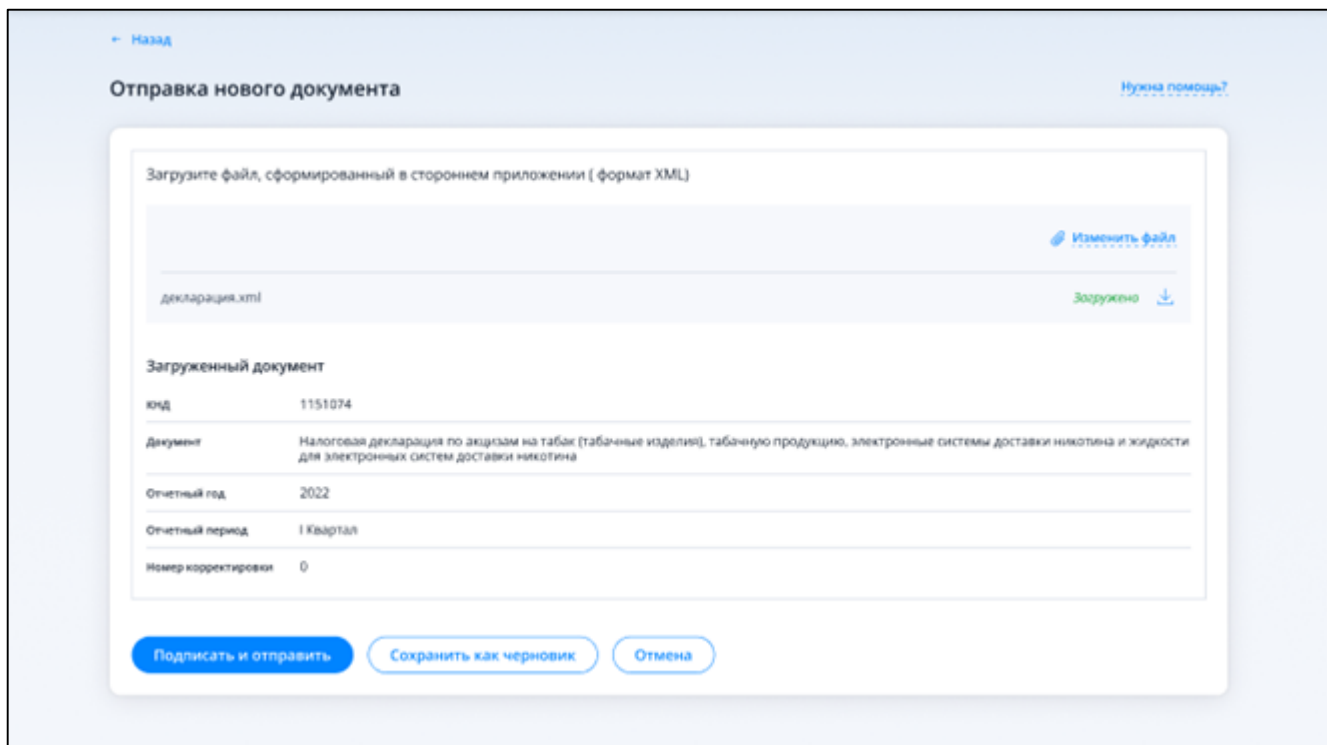 ← Назад
Отправка нового документа
Нужна помощь?
Загрузите файл, сформированный в стороннем приложении ( формат XML)
Изменить файл
декларация.xml
Загружено
Загруженный документ
КНД 1151074
Документ Налоговая декларация по акцизам на табак (табачные изделия), табачную продукцию, электронные системы доставки никотина и жидкости
для электронных систем доставки никотина
Отчетный год 2022
Отчетный период I Квартал
Номер корректировки 0
Подписать и отправить
Сохранить как черновик
Отмена